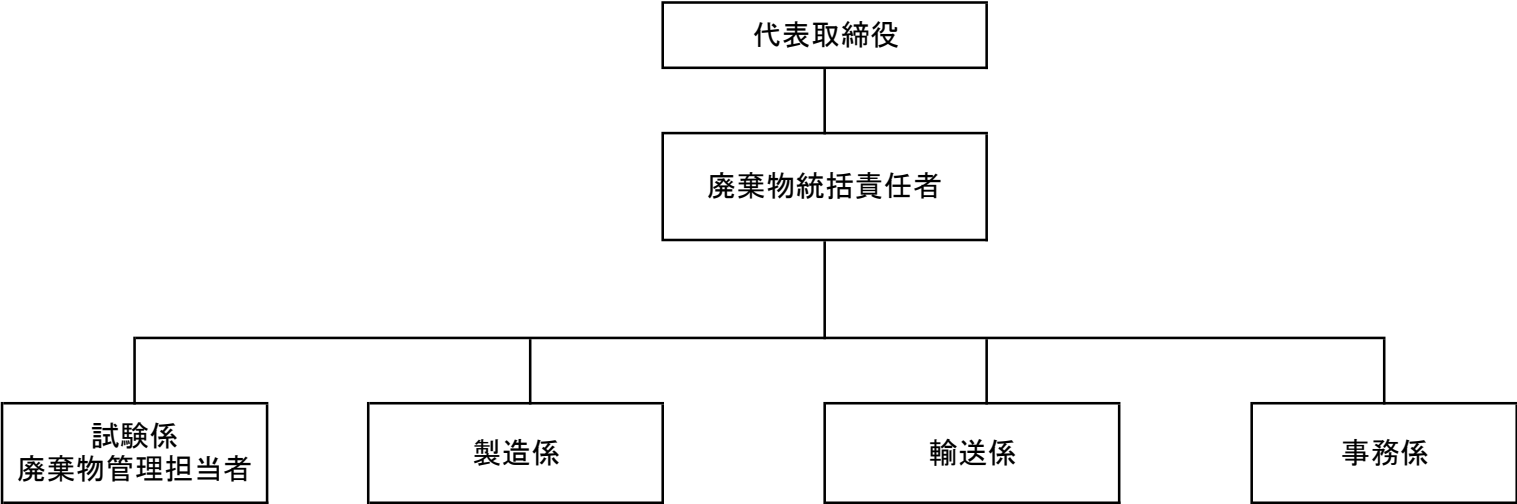 代表取締役
廃棄物統括責任者
試験係
廃棄物管理担当者
製造係
輸送係
事務係